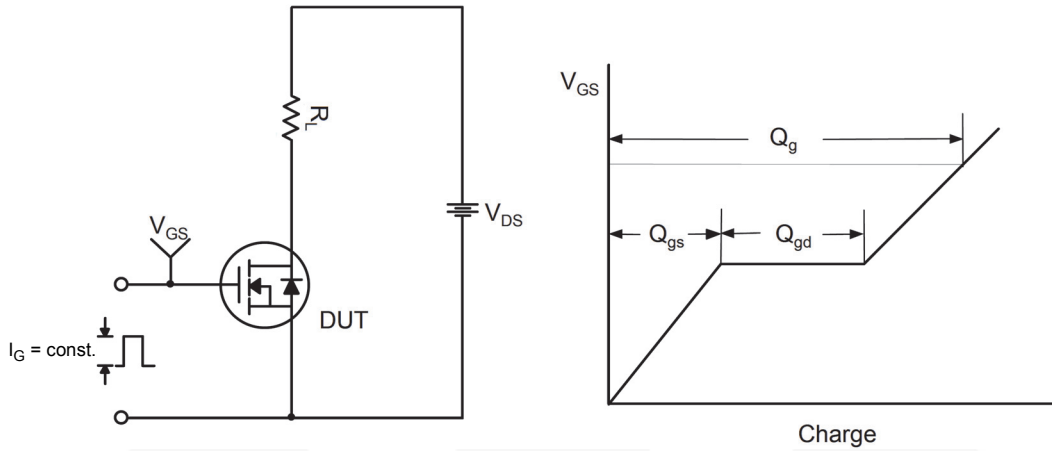 R_L
V_GS
V_DS
DUT
I_G = const.
V_GS
Q_g
Q_gs
Q_gd
Charge